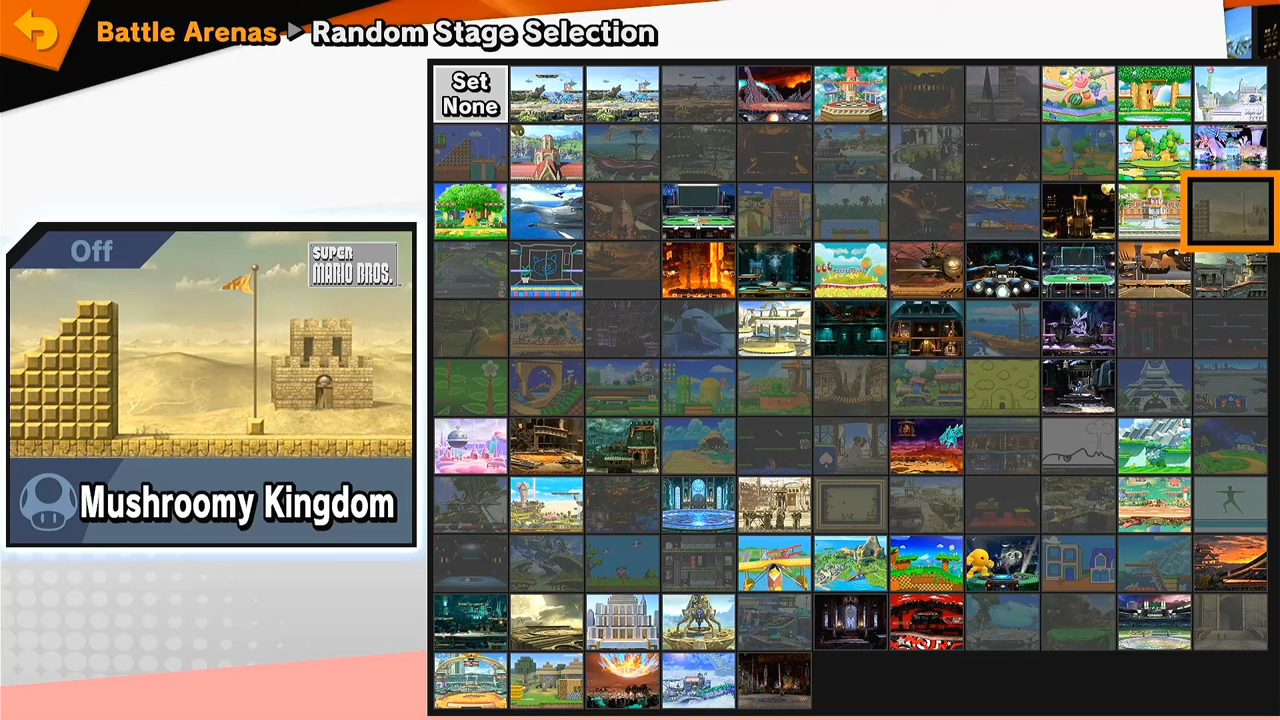 Battle Arenas ▶ Random Stage Selection
Set
None
Off
SUPER
MARIO BROS.
Mushroomy Kingdom